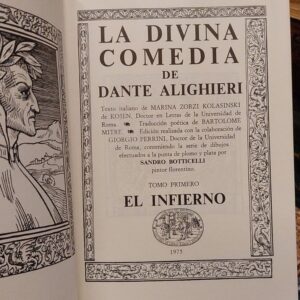 LA DIVINA
COMEDIA
DE
DANTE ALIGHIERI
Texto italiano de MARINA ZORZI KOLASINSKI
de KOJEN, Doctor en Letras de la Universidad de
Roma Traducción poética de BARTOLOME
MITRE. Edición realizada con la colaboración de
GIORGIO PERRINI, Doctor de la Universidad
de Roma, conteniendo la serie de dibujos
efectuados a la punta de plomo y plata por
SANDRO BOTTICELLI
pintor florentino.
TOMO PRIMERO
EL INFIERNO
1975